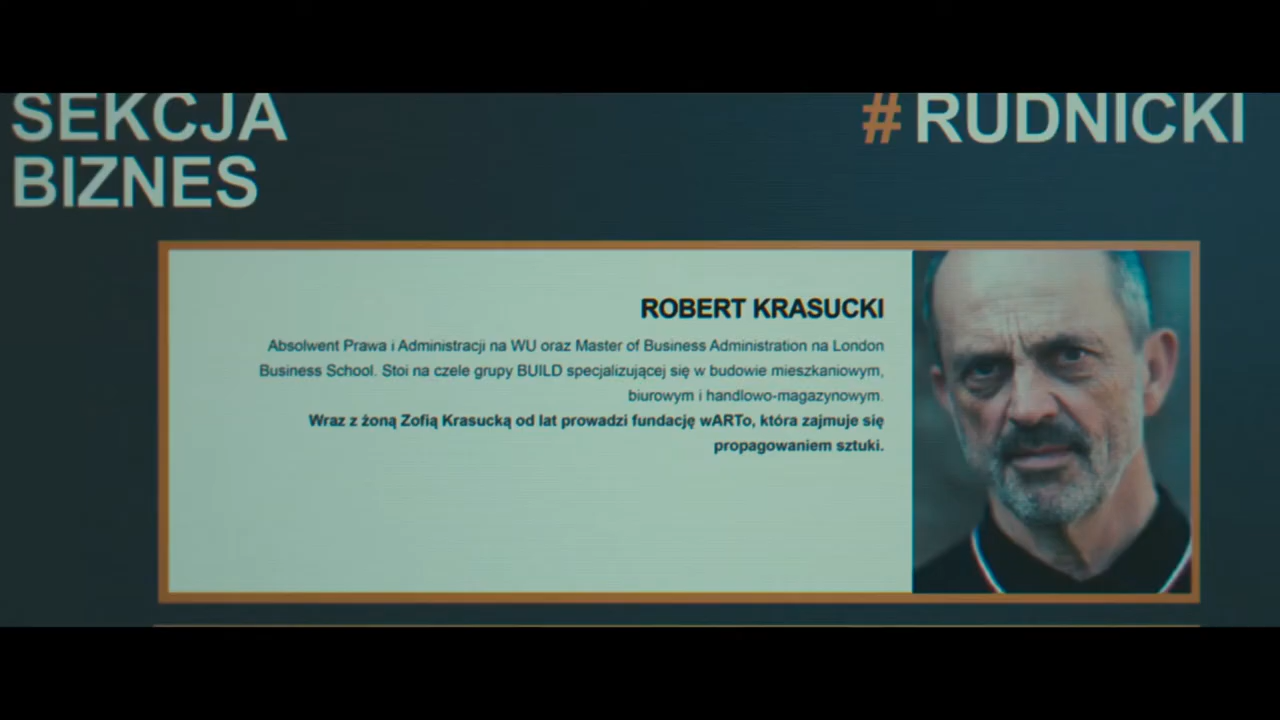 SEKCJA
BIZNES
# RUDNICKI
ROBERT KRASUCKI
Absolwent Prawa i Administracji na WU oraz Master of Business Administration na London
Business School. Stoi na czele grupy BUILD specjalizującej się w budowie mieszkaniowym,
biurowym i handlowo-magazynowym.
Wraz z żoną Zofią Krasucką od lat prowadzi fundację wARTo, która zajmuje się
propagowaniem sztuki.